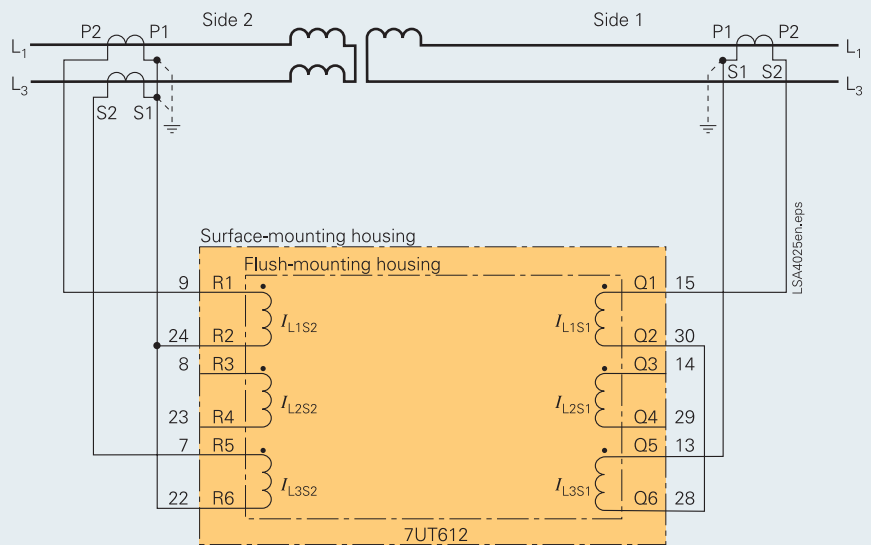 Side 2 Side 1
P2 P1 P1 P2
L1 L1
S1 S2
L3 L3
S2 S1
LSA4025en.eps
Surface-mounting housing
Flush-mounting housing
9 R1 Q1 15
IL1S2 IL1S1
24 R2 Q2 30
8 R3 Q3 14
IL2S2 IL2S1
23 R4 Q4 29
7 R5 Q5 13
IL3S2 IL3S1
22 R6 Q6 28
7UT612